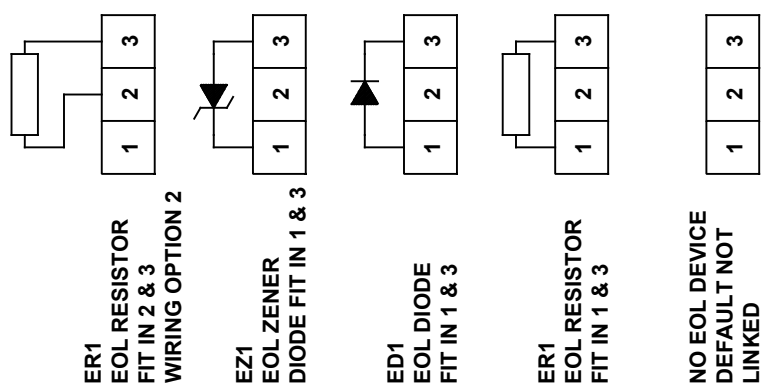 ER1
EOL RESISTOR
FIT IN 2 & 3
WIRING OPTION 2
1 2 3
EZ1
EOL ZENER
DIODE FIT IN 1 & 3
1 2 3
ED1
EOL DIODE
FIT IN 1 & 3
1 2 3
ER1
EOL RESISTOR
FIT IN 1 & 3
1 2 3
NO EOL DEVICE
DEFAULT NOT
LINKED
1 2 3